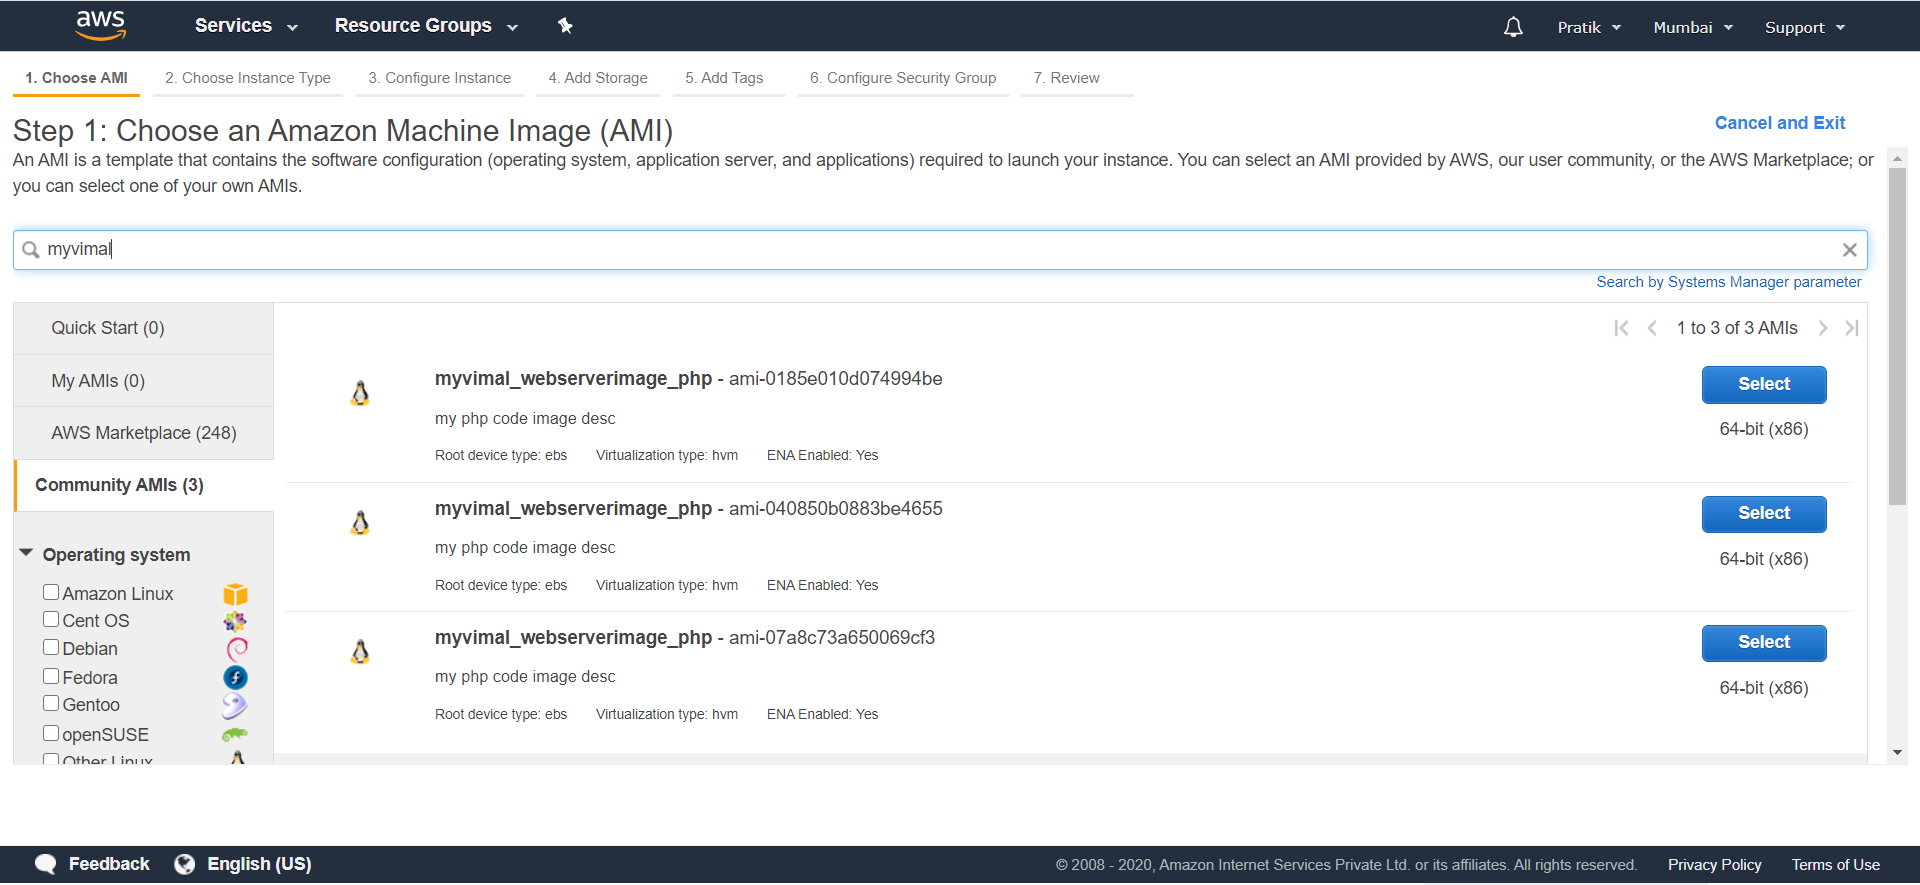 aws
Services
Resource Groups
Pratik
Mumbai
Support
1. Choose AMI
2. Choose Instance Type
3. Configure Instance
4. Add Storage
5. Add Tags
6. Configure Security Group
7. Review
Step 1: Choose an Amazon Machine Image (AMI)
Cancel and Exit
An AMI is a template that contains the software configuration (operating system, application server, and applications) required to launch your instance. You can select an AMI provided by AWS, our user community, or the AWS Marketplace; or
you can select one of your own AMIs.
myvimal
Search by Systems Manager parameter
Quick Start (0)
My AMIs (0)
AWS Marketplace (248)
Community AMIs (3)
Operating system
Amazon Linux
Cent OS
Debian
Fedora
Gentoo
openSUSE
Other Linux
1 to 3 of 3 AMIs
myvimal_webserverimage_php - ami-0185e010d074994be
my php code image desc
Root device type: ebs Virtualization type: hvm ENA Enabled: Yes
Select
64-bit (x86)
myvimal_webserverimage_php - ami-040850b0883be4655
my php code image desc
Root device type: ebs Virtualization type: hvm ENA Enabled: Yes
Select
64-bit (x86)
myvimal_webserverimage_php - ami-07a8c73a650069cf3
my php code image desc
Root device type: ebs Virtualization type: hvm ENA Enabled: Yes
Select
64-bit (x86)
Feedback
English (US)
© 2008 - 2020, Amazon Internet Services Private Ltd. or its affiliates. All rights reserved.
Privacy Policy
Terms of Use